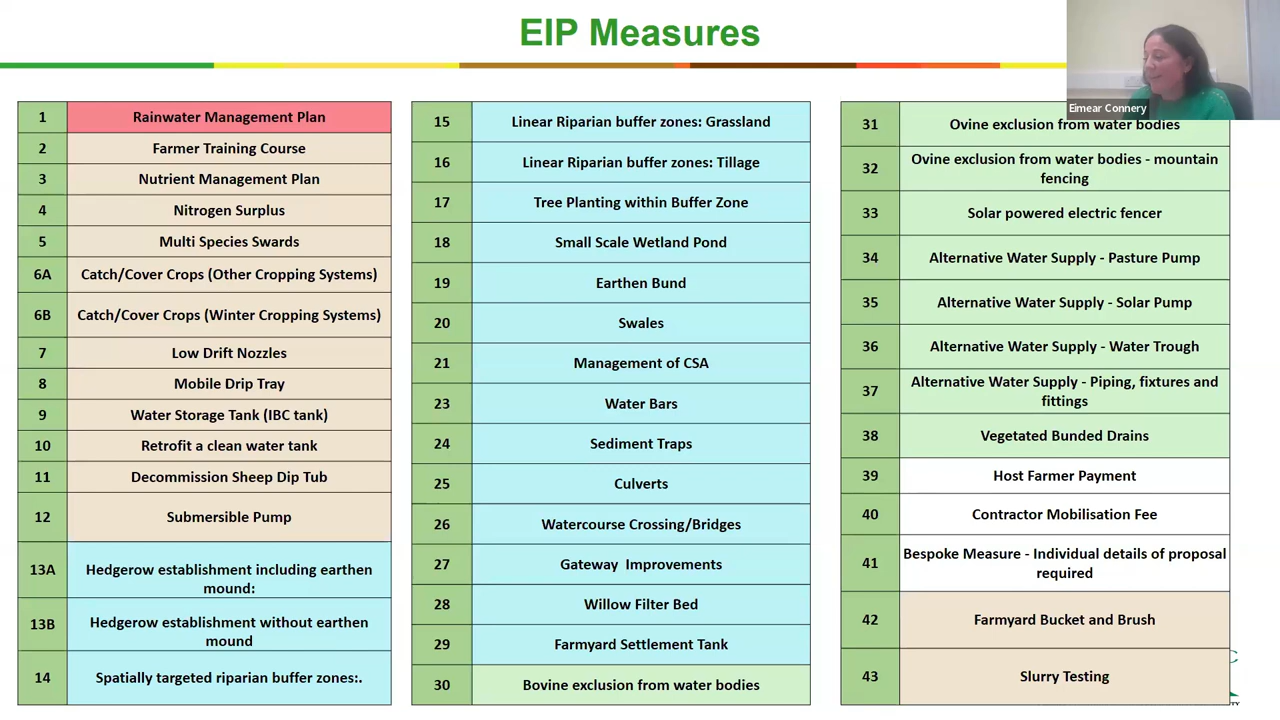 EIP Measures
Eimear Connery
1 Rainwater Management Plan
2 Farmer Training Course
3 Nutrient Management Plan
4 Nitrogen Surplus
5 Multi Species Swards
6A Catch/Cover Crops (Other Cropping Systems)
6B Catch/Cover Crops (Winter Cropping Systems)
7 Low Drift Nozzles
8 Mobile Drip Tray
9 Water Storage Tank (IBC tank)
10 Retrofit a clean water tank
11 Decommission Sheep Dip Tub
12 Submersible Pump
13A Hedgerow establishment including earthen
mound:
13B Hedgerow establishment without earthen
mound
14 Spatially targeted riparian buffer zones:.
15 Linear Riparian buffer zones: Grassland
16 Linear Riparian buffer zones: Tillage
17 Tree Planting within Buffer Zone
18 Small Scale Wetland Pond
19 Earthen Bund
20 Swales
21 Management of CSA
23 Water Bars
24 Sediment Traps
25 Culverts
26 Watercourse Crossing/Bridges
27 Gateway Improvements
28 Willow Filter Bed
29 Farmyard Settlement Tank
30 Bovine exclusion from water bodies
31 Ovine exclusion from water bodies
32 Ovine exclusion from water bodies - mountain
fencing
33 Solar powered electric fencer
34 Alternative Water Supply - Pasture Pump
35 Alternative Water Supply - Solar Pump
36 Alternative Water Supply - Water Trough
37 Alternative Water Supply - Piping, fixtures and
fittings
38 Vegetated Bunded Drains
39 Host Farmer Payment
40 Contractor Mobilisation Fee
41 Bespoke Measure - Individual details of proposal
required
42 Farmyard Bucket and Brush
43 Slurry Testing